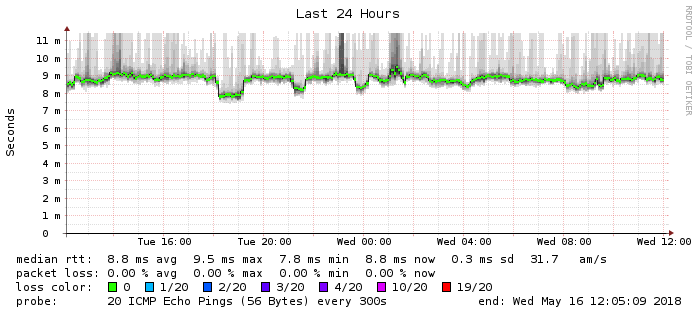 Last 24 Hours
RRDTOOL / TOBI OETIKER
Seconds
11 m
10 m
9 m
8 m
7 m
6 m
5 m
4 m
3 m
2 m
1 m
0
Tue 16:00 Tue 20:00 Wed 00:00 Wed 04:00 Wed 08:00 Wed 12:00
median rtt: 8.8 ms avg 9.5 ms max 7.8 ms min 8.8 ms now 0.3 ms sd 31.7 am/s
packet loss: 0.00 % avg 0.00 % max 0.00 % min 0.00 % now
loss color: 0 1/20 2/20 3/20 4/20 10/20 19/20
probe: 20 ICMP Echo Pings (56 Bytes) every 300s end: Wed May 16 12:05:09 2018